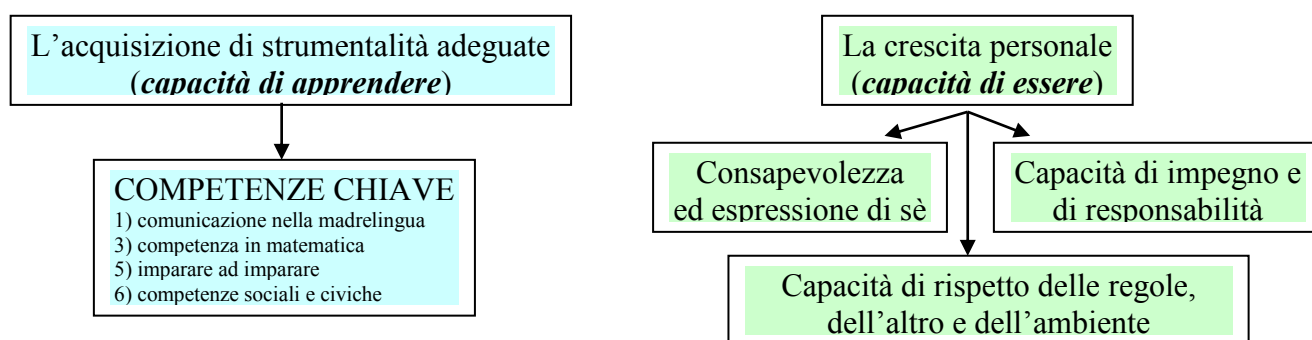 L’acquisizione di strumentalità adeguate
(capacità di apprendere)
COMPETENZE CHIAVE
1) comunicazione nella madrelingua
3) competenza in matematica
5) imparare ad imparare
6) competenze sociali e civiche
La crescita personale
(capacità di essere)
Consapevolezza
ed espressione di sè
Capacità di impegno e
di responsabilità
Capacità di rispetto delle regole,
dell’altro e dell’ambiente